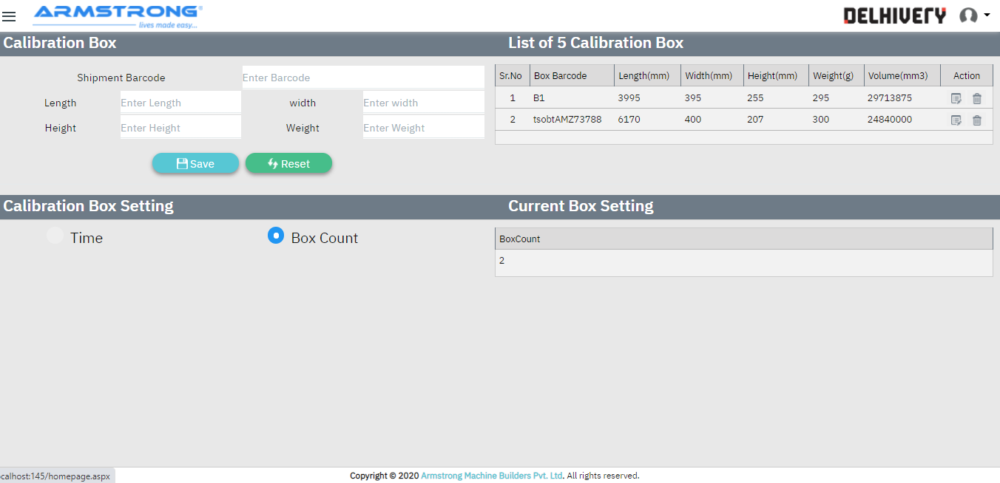 ARMSTRONG®
lives made easy...
DELHIVERY
Calibration Box
List of 5 Calibration Box
Shipment Barcode Enter Barcode
Length Enter Length width Enter width
Height Enter Height Weight Enter Weight
Save Reset
Sr.No Box Barcode Length(mm) Width(mm) Height(mm) Weight(g) Volume(mm3) Action
1 B1 3995 395 255 295 29713875
2 tsobtAMZ73788 6170 400 207 300 24840000
Calibration Box Setting
Current Box Setting
Time Box Count
BoxCount
2
ocalhost:145/homepage.aspx
Copyright © 2020 Armstrong Machine Builders Pvt. Ltd. All rights reserved.